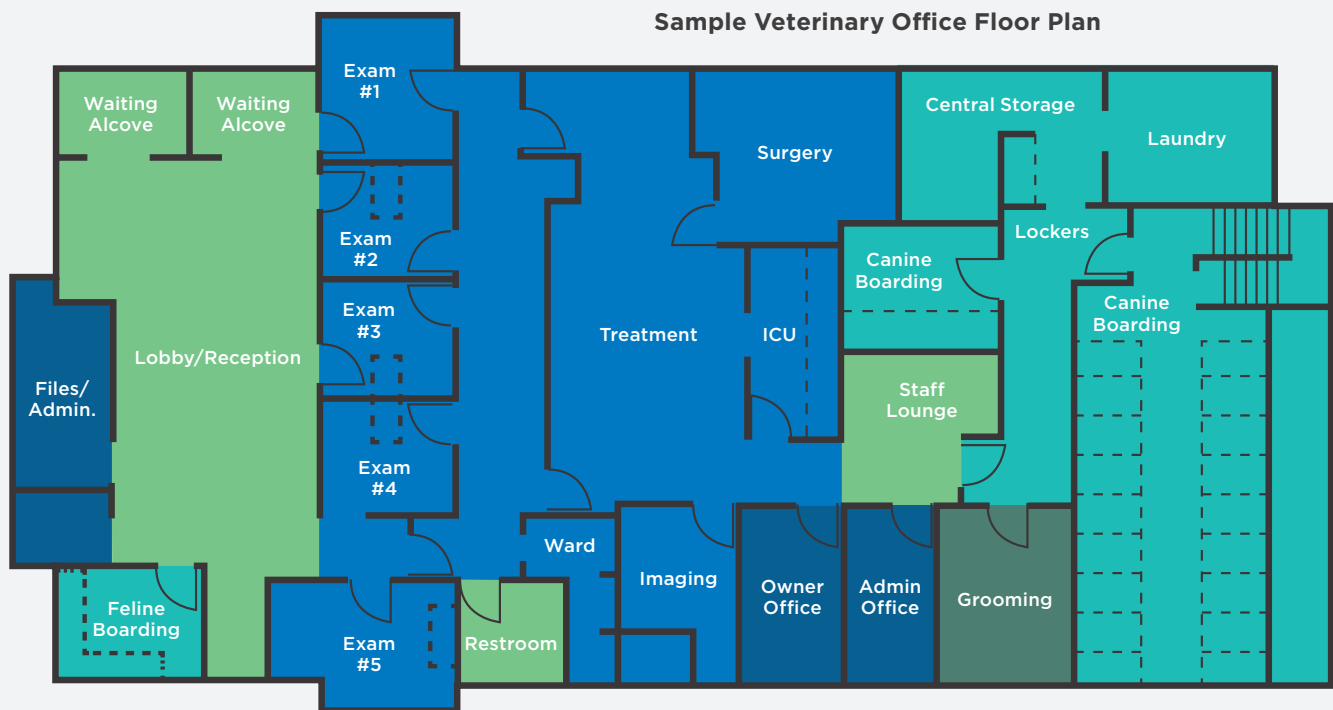 Sample Veterinary Office Floor Plan
Exam
#1
Waiting
Alcove
Waiting
Alcove
Central Storage
Laundry
Surgery
Exam
#2
Lockers
Canine
Boarding
Canine
Boarding
Exam
#3
Treatment
ICU
Lobby/Reception
Files/
Admin.
Staff
Lounge
Exam
#4
Ward
Imaging
Owner
Office
Admin
Office
Grooming
Feline
Boarding
Exam
#5
Restroom